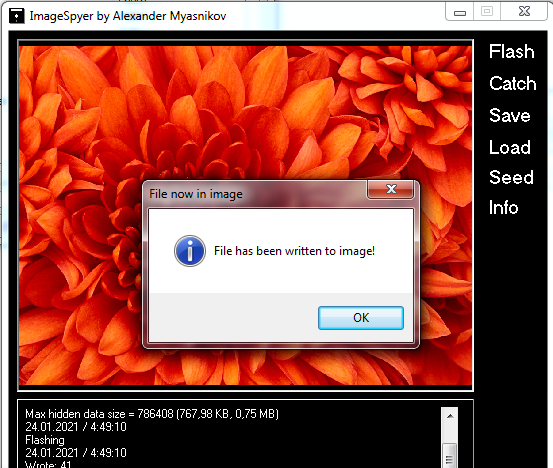 ImageSpyer by Alexander Myasnikov
Flash
Catch
Save
Load
Seed
Info
File now in image
File has been written to image!
OK
Max hidden data size = 786408 (767,98 KB, 0,75 MB)
24.01.2021 / 4:49:10
Flashing
24.01.2021 / 4:49:10
Wrote: 41